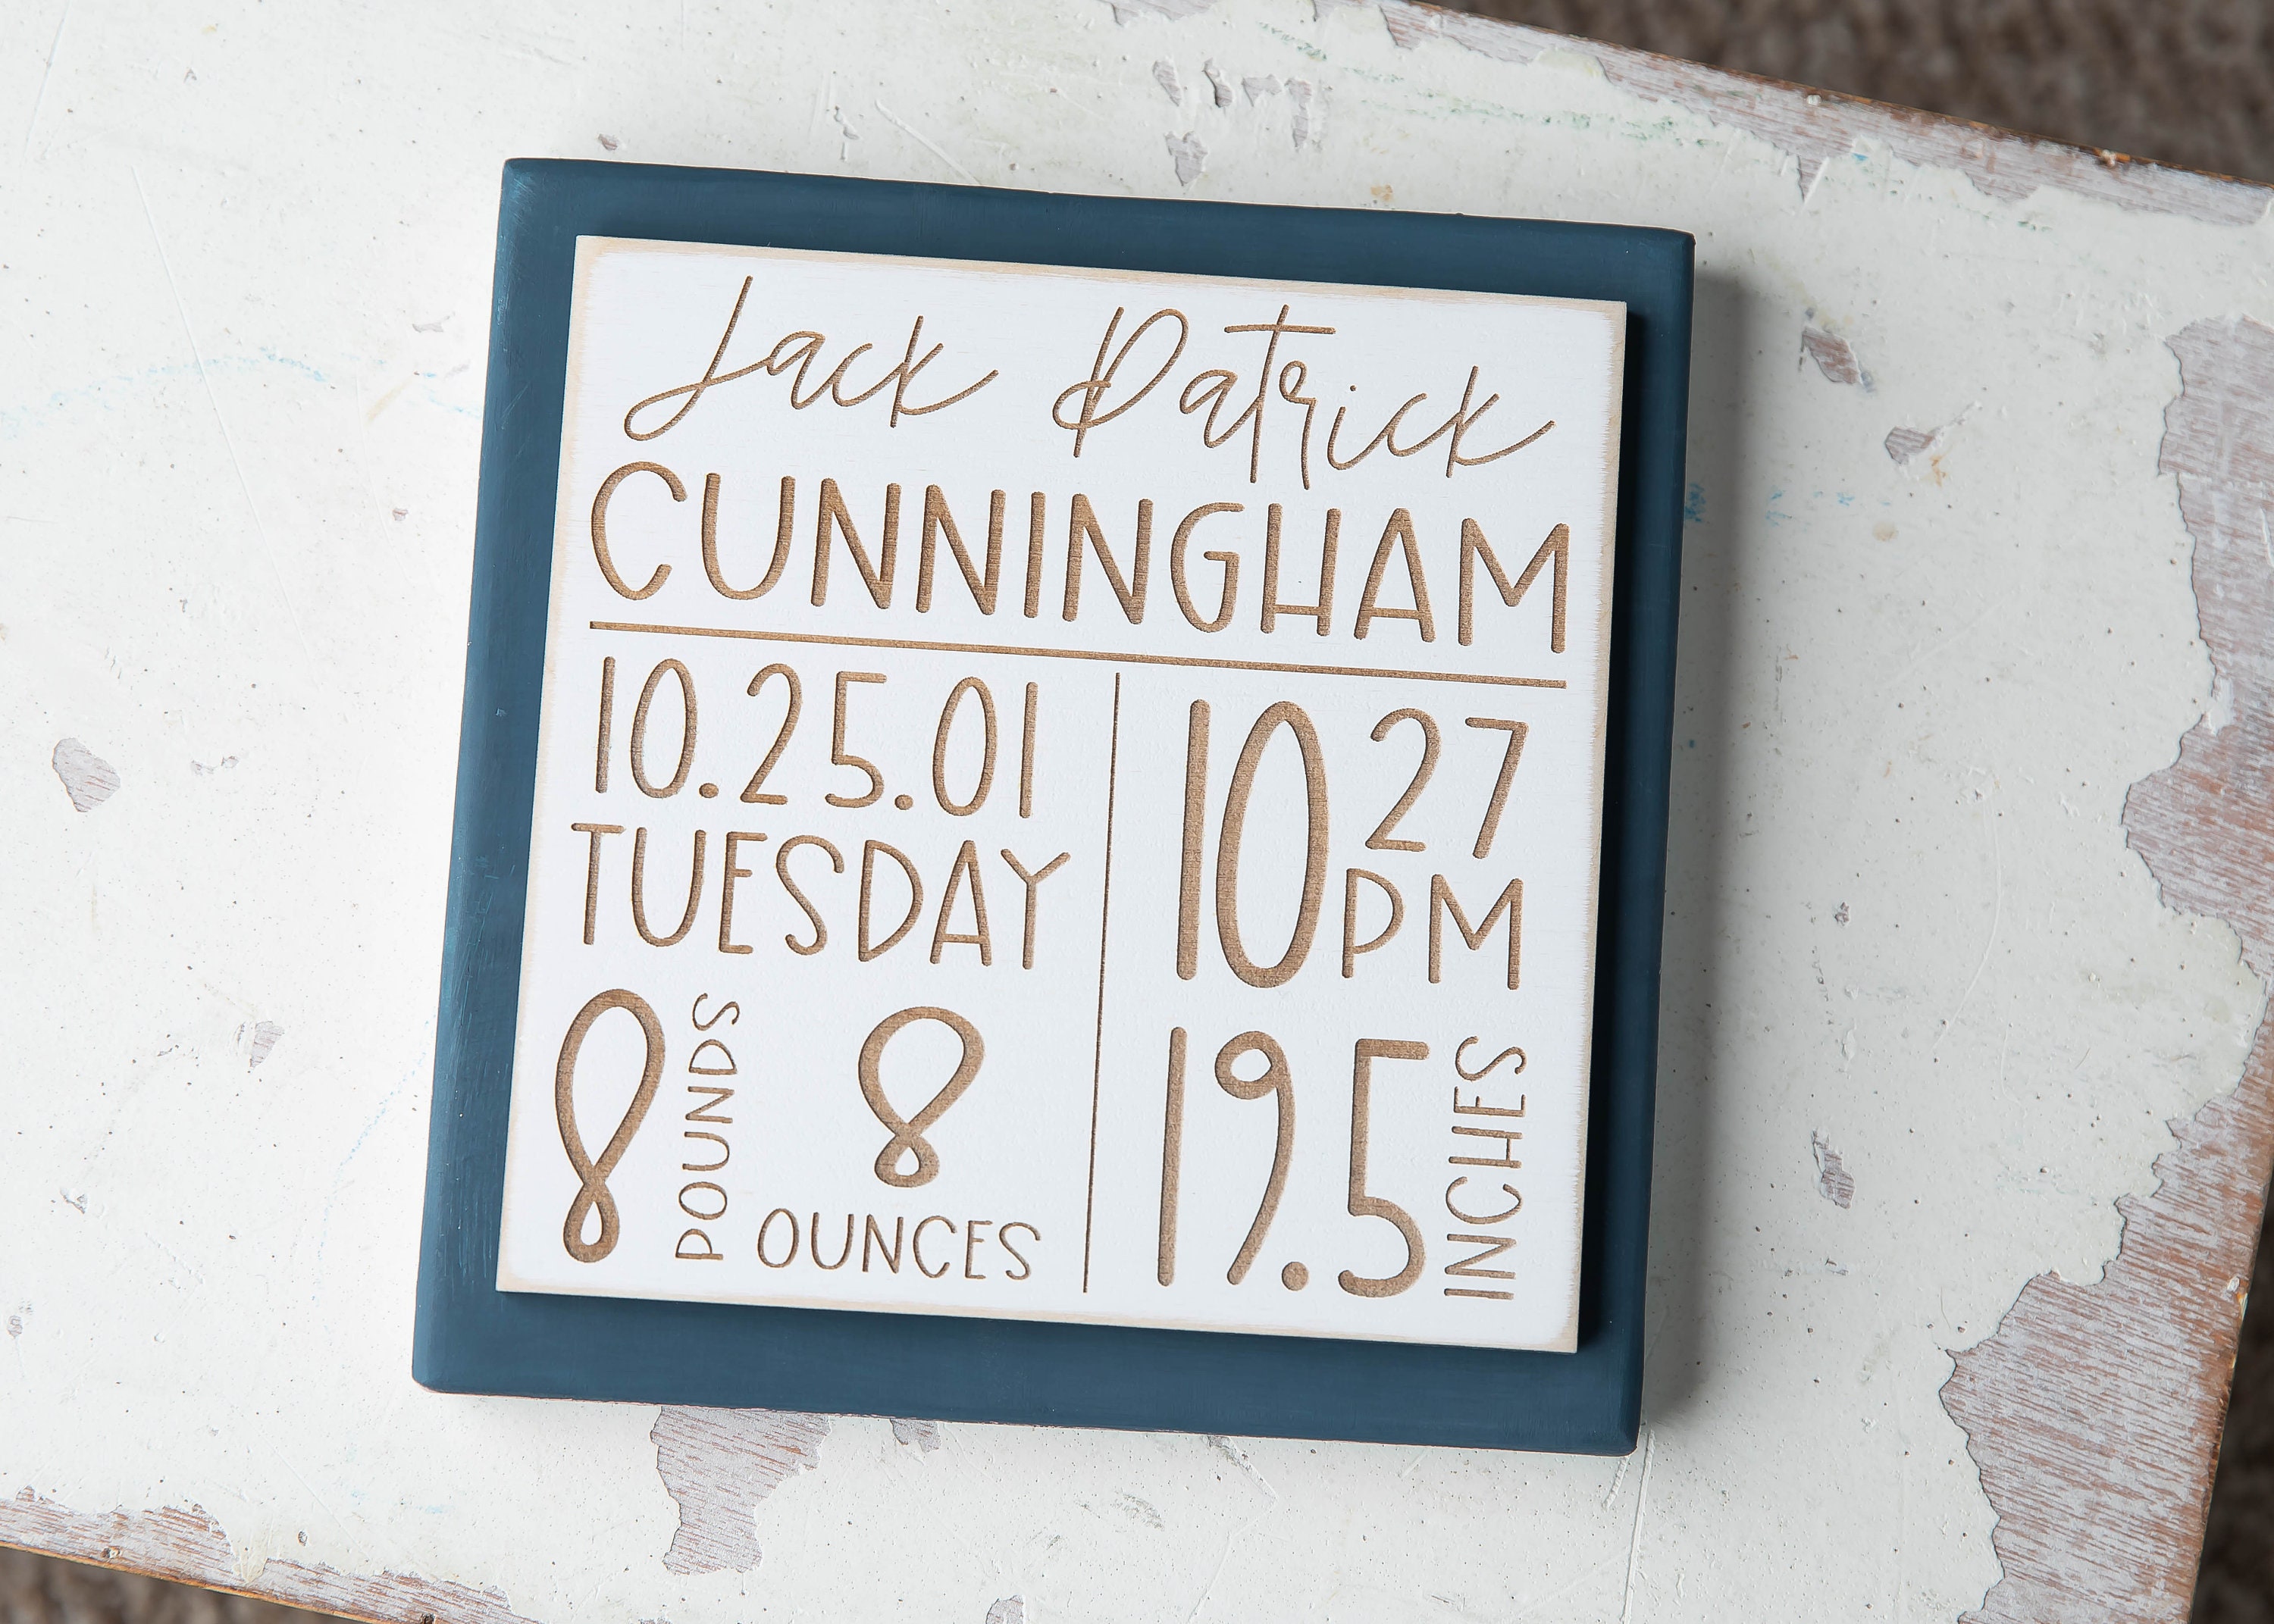 Jack Patrick
CUNNINGHAM
10.25.01
TUESDAY
8 POUNDS
8
OUNCES
10 27
PM
19.5 INCHES